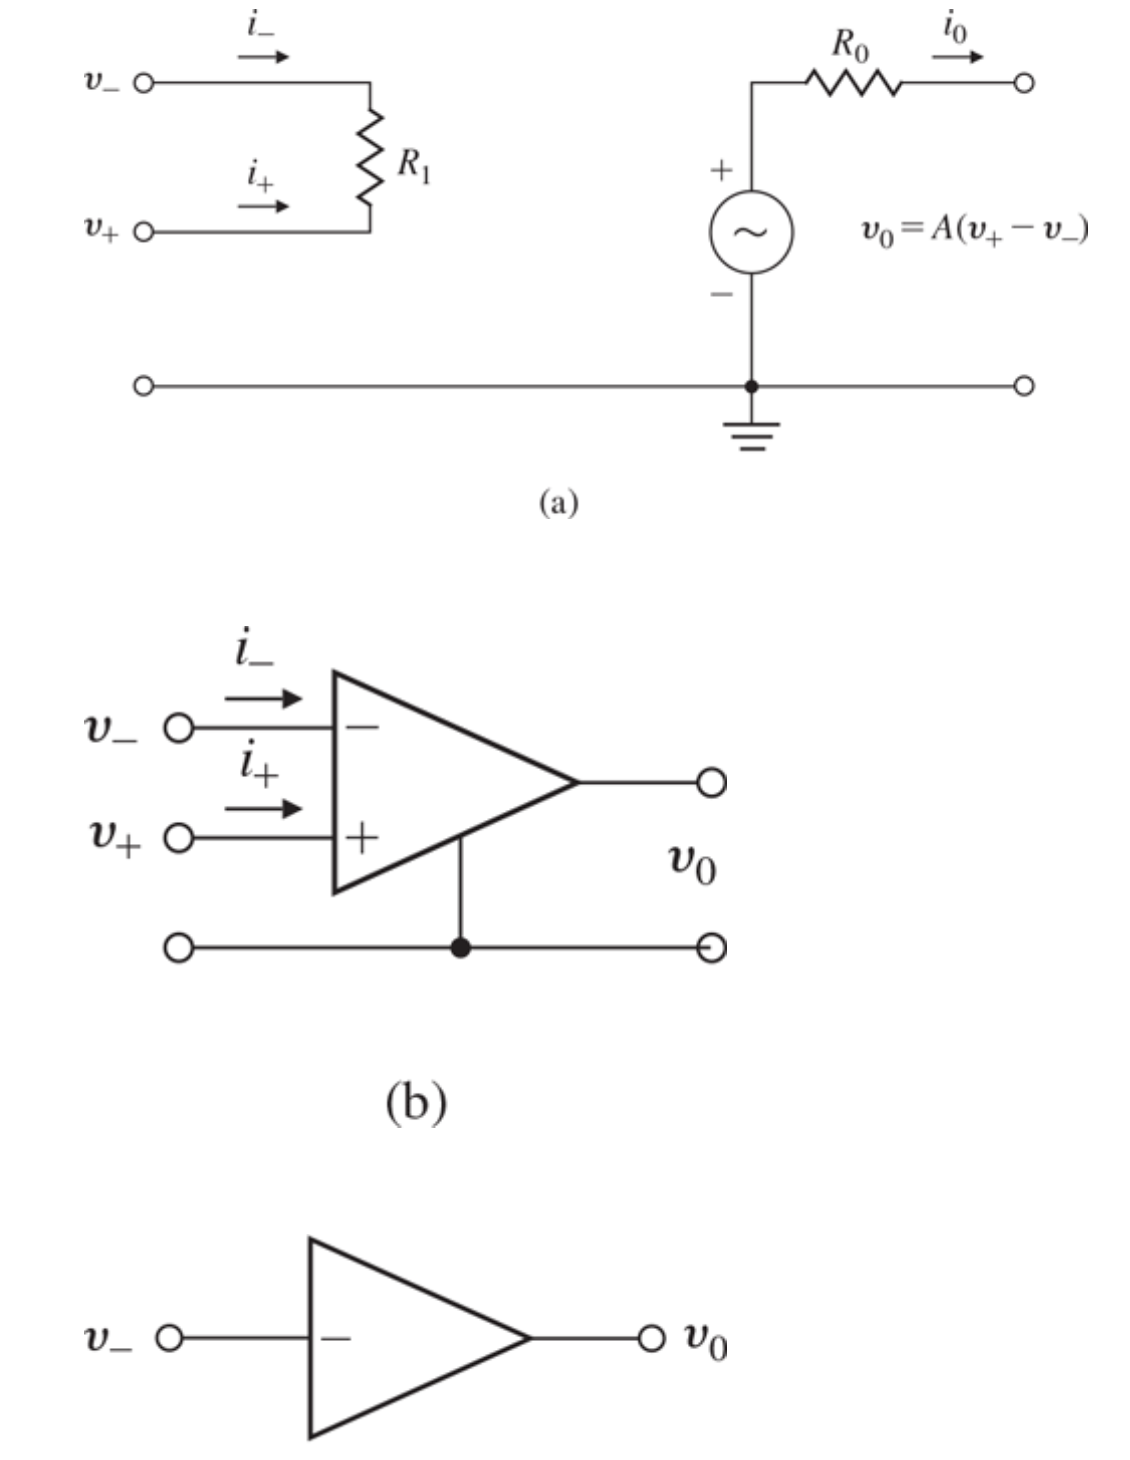 i₋
v₋
i₊
v₊
R₁
R₀
i₀
+
~
−
v₀ = A(v₊ − v₋)
(a)
i₋
v₋
−
i₊
v₊
+
v₀
(b)
v₋
−
v₀